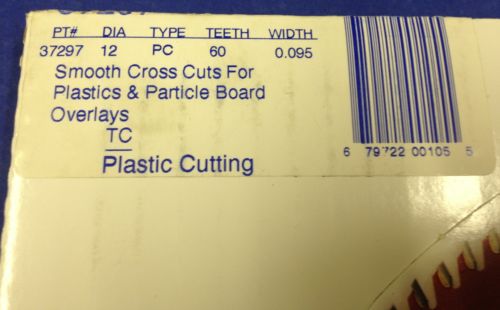 PT# DIA TYPE TEETH WIDTH
37297 12 PC 60 0.095
Smooth Cross Cuts For
Plastics & Particle Board
Overlays
TC
Plastic Cutting
6 79722 00105 5